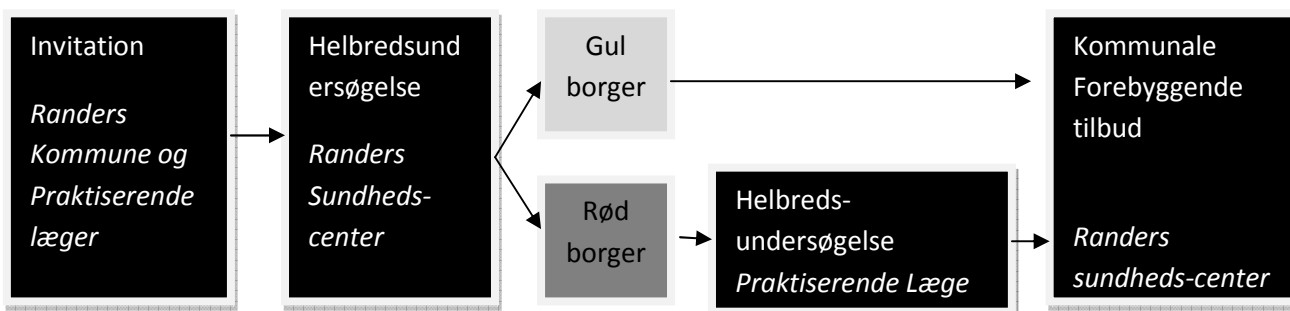 Invitation
Randers
Kommune og
Praktiserende
læger
Helbredsund
ersøgelse
Randers
Sundheds-
center
Gul
borger
Rød
borger
Helbreds-
undersøgelse
Praktiserende Læge
Kommunale
Forebyggende
tilbud
Randers
sundheds-center